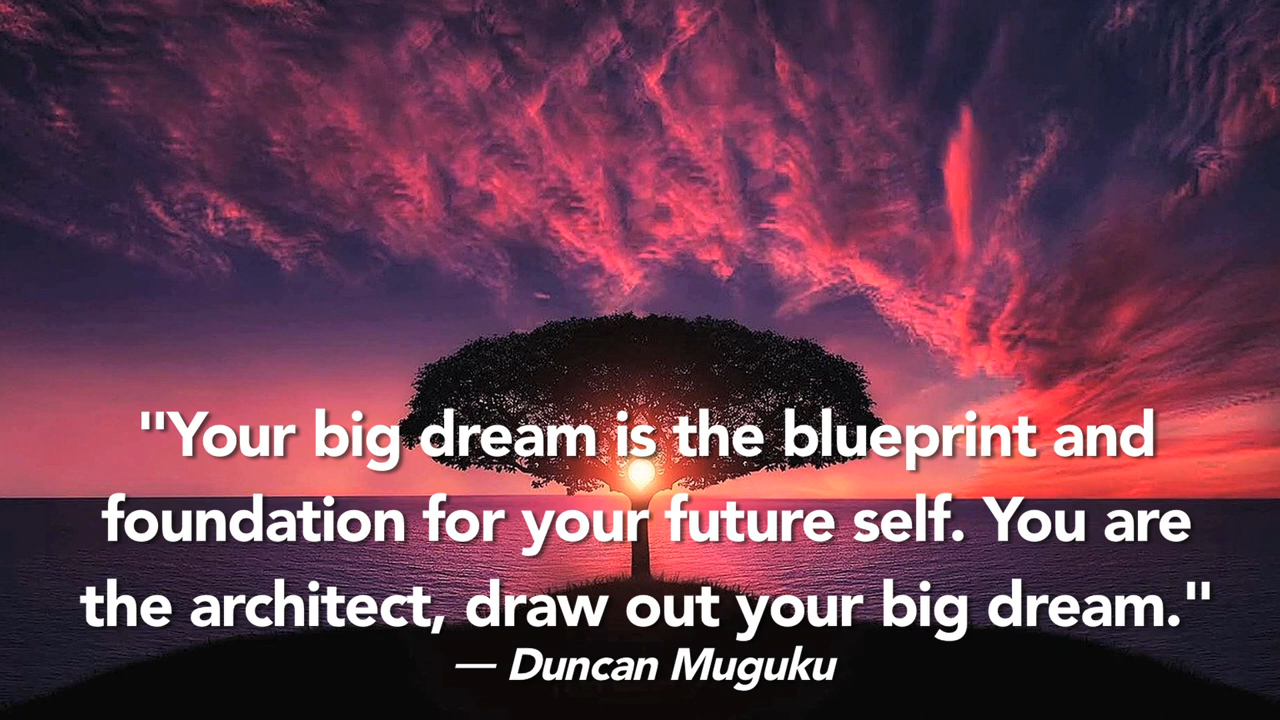 "Your big dream is the blueprint and
foundation for your future self. You are
the architect, draw out your big dream."
— Duncan Muguku